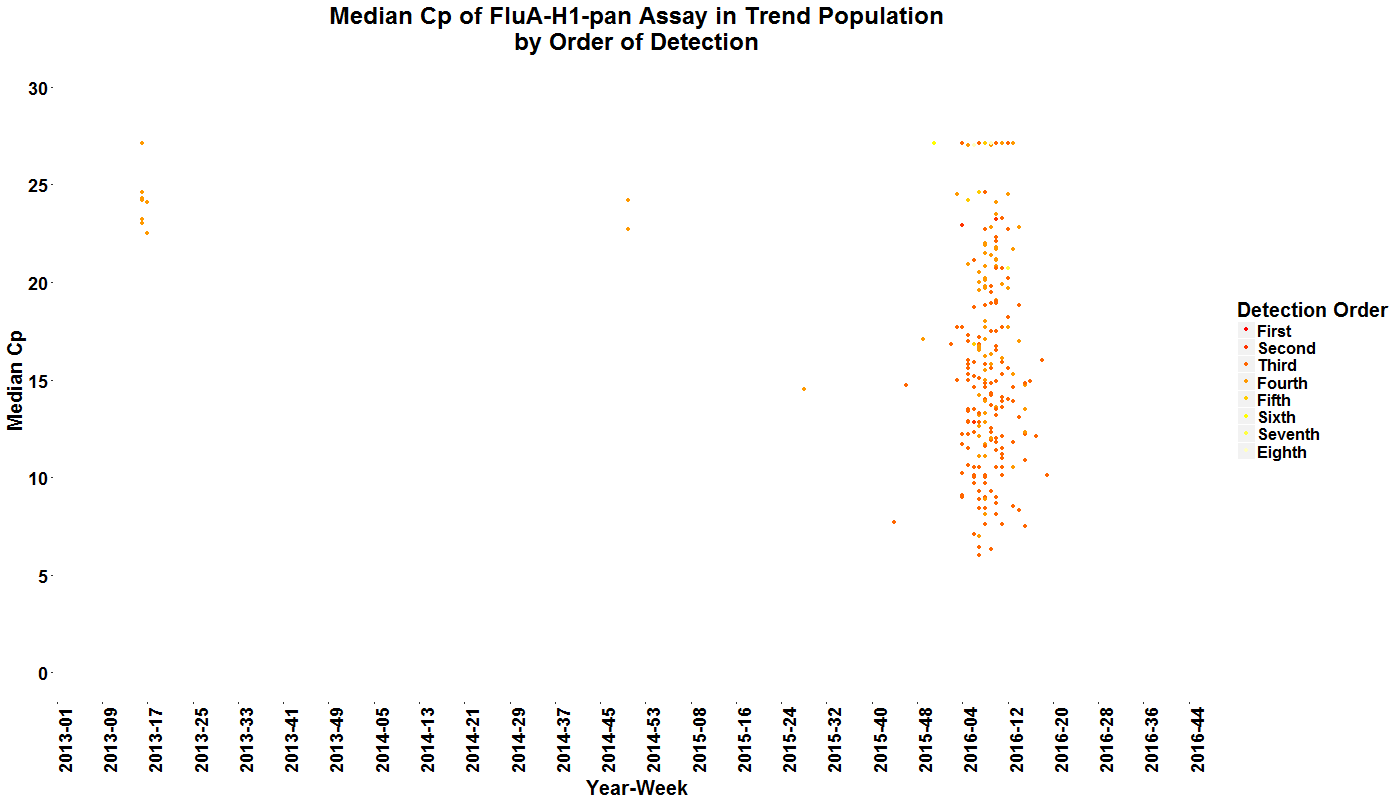 Median Cp of FluA-H1-pan Assay in Trend Population
by Order of Detection
30
25
20
15
10
5
0
Median Cp
2013-01
2013-09
2013-17
2013-25
2013-33
2013-41
2013-49
2014-05
2014-13
2014-21
2014-29
2014-37
2014-45
2014-53
2015-08
2015-16
2015-24
2015-32
2015-40
2015-48
2016-04
2016-12
2016-20
2016-28
2016-36
2016-44
Year-Week
Detection Order
First
Second
Third
Fourth
Fifth
Sixth
Seventh
Eighth